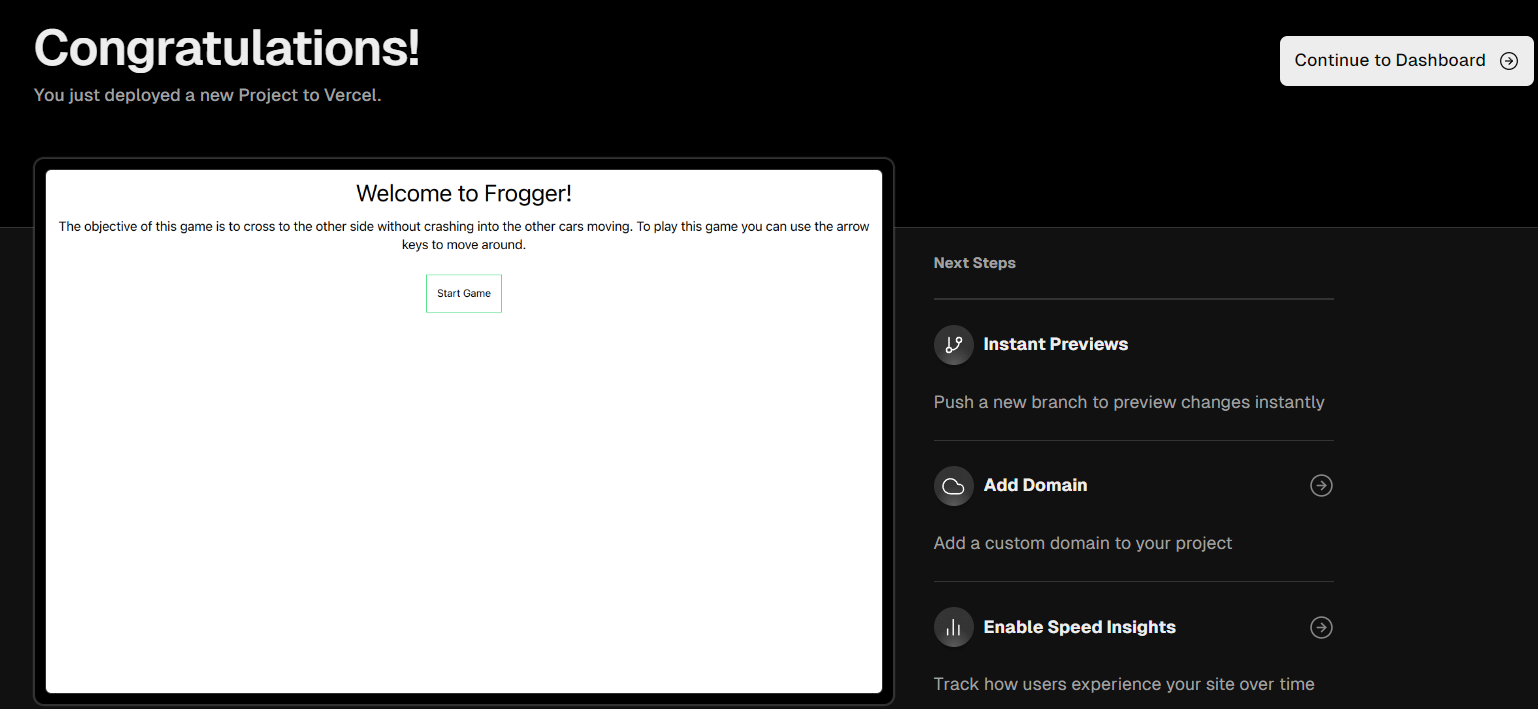 Congratulations!
You just deployed a new Project to Vercel.
Continue to Dashboard
Welcome to Frogger!
The objective of this game is to cross to the other side without crashing into the other cars moving. To play this game you can use the arrow
keys to move around.
Start Game
Next Steps
Instant Previews
Push a new branch to preview changes instantly
Add Domain
Add a custom domain to your project
Enable Speed Insights
Track how users experience your site over time